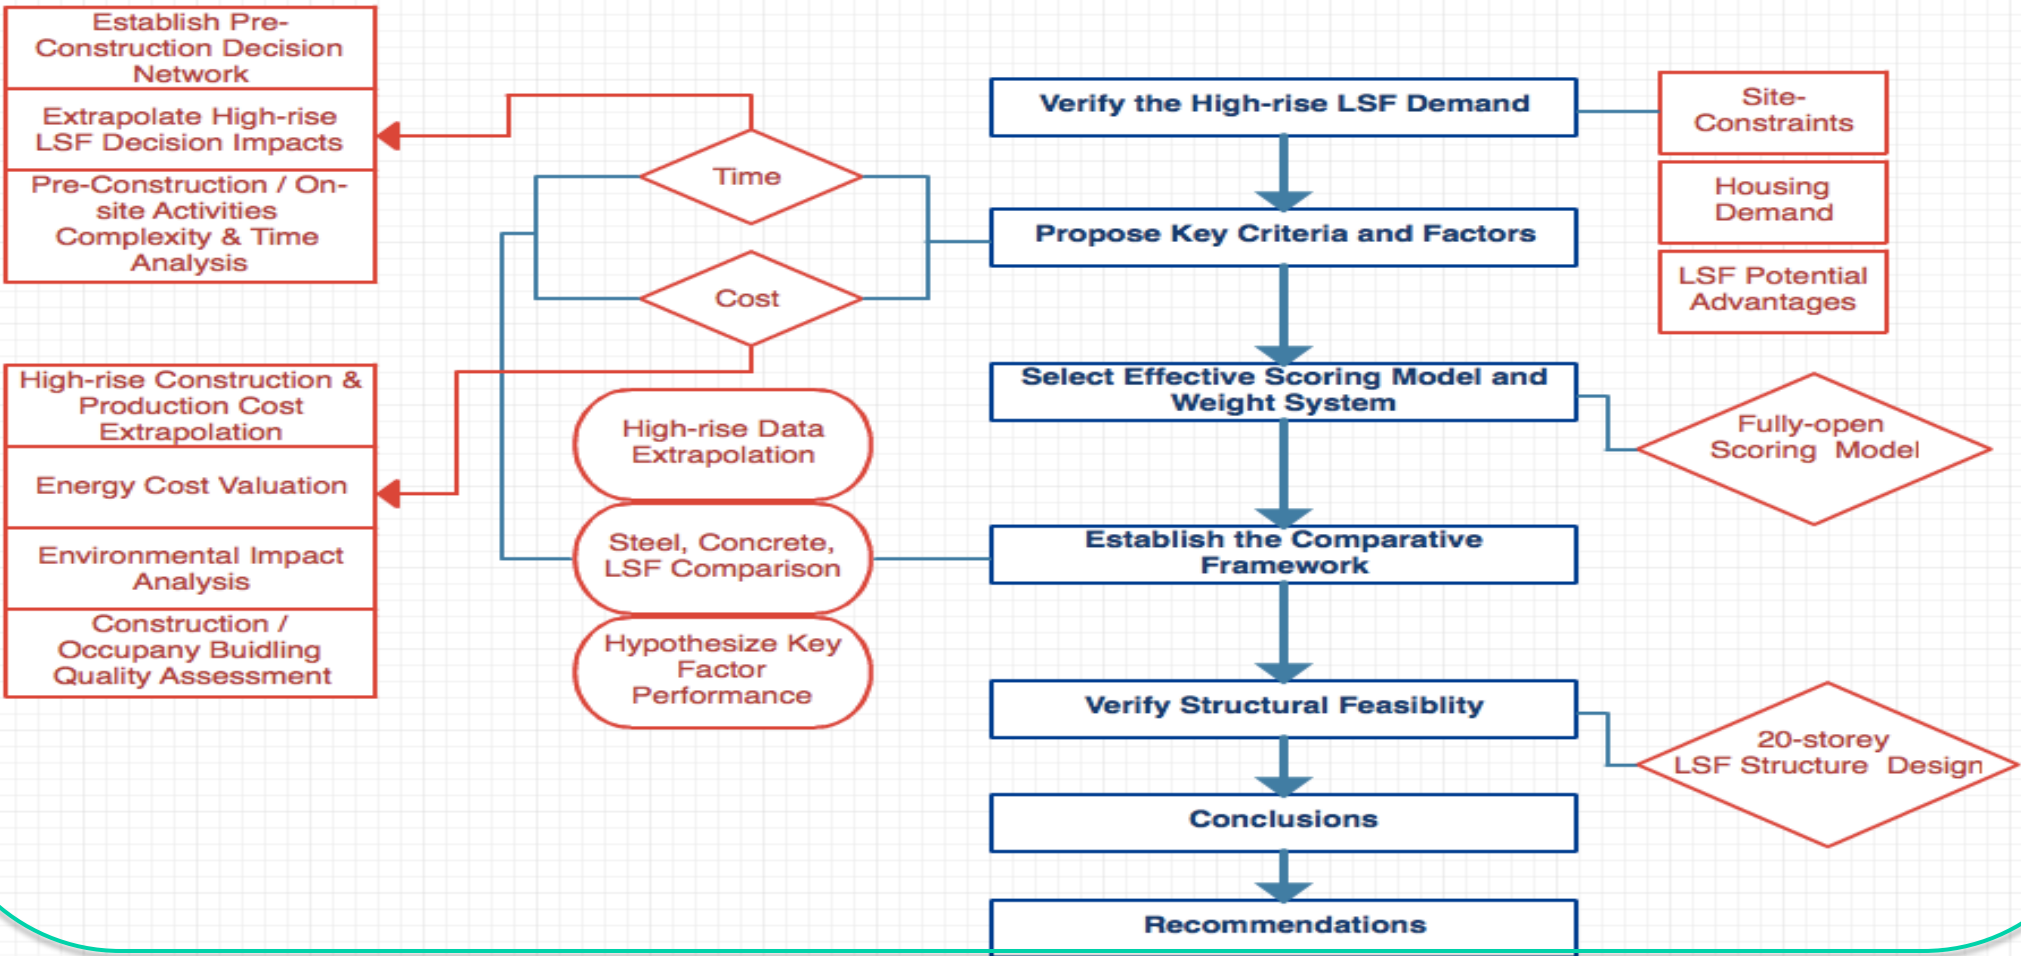 Establish Pre-
Construction Decision
Network
Extrapolate High-rise
LSF Decision Impacts
Pre-Construction / On-
site Activities
Complexity & Time
Analysis
High-rise Construction &
Production Cost
Extrapolation
Energy Cost Valuation
Environmental Impact
Analysis
Construction /
Occupany Buidling
Quality Assessment
Time
Cost
High-rise Data
Extrapolation
Steel, Concrete,
LSF Comparison
Hypothesize Key
Factor
Performance
Verify the High-rise LSF Demand
Propose Key Criteria and Factors
Select Effective Scoring Model and
Weight System
Establish the Comparative
Framework
Verify Structural Feasiblity
Conclusions
Recommendations
Site-
Constraints
Housing
Demand
LSF Potential
Advantages
Fully-open
Scoring Model
20-storey
LSF Structure Design